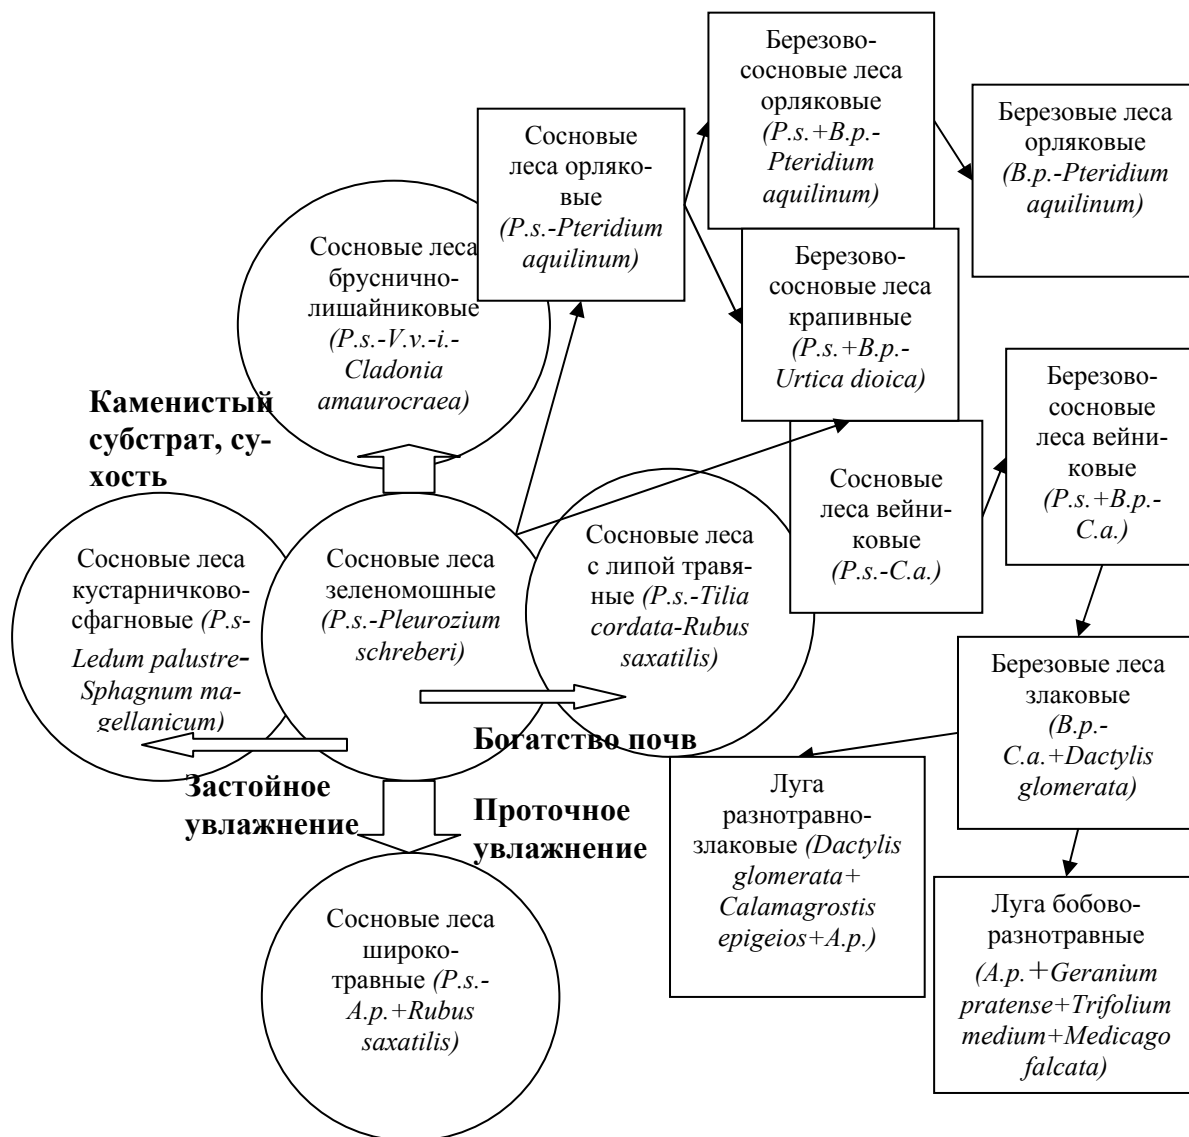 Березово-
сосновые леса
орляковые
(P.s.+B.p.-
Pteridium
aquilinum)
Березовые леса
орляковые
(B.p.-Pteridium
aquilinum)
Сосновые
леса орляко-
вые
(P.s.-Pteridium
aquilinum)
Сосновые леса
бруснично-
лишайниковые
(P.s.-V.v.-i.-
Cladonia
amaurocraea)
Березово-
сосновые леса
крапивные
(P.s.+B.p.-
Urtica dioica)
Березово-
сосновые
леса вейни-
ковые
(P.s.+B.p.-
C.a.)
Каменистый
субстрат, су-
хость
Сосновые
леса вейни-
ковые
(P.s.-C.a.)
Сосновые леса
кустарничково-
сфагновые (P.s-
Ledum palustre-
Sphagnum ma-
gellanicum)
Сосновые леса
зеленомошные
(P.s.-Pleurozium
schreberi)
Сосновые леса
с липой травя-
ные (P.s.-Tilia
cordata-Rubus
saxatilis)
Березовые леса
злаковые
(B.p.-
C.a.+Dactylis
glomerata)
Богатство почв
Застойное
увлажнение
Проточное
увлажнение
Луга
разнотравно-
злаковые (Dactylis
glomerata+
Calamagrostis
epigeios+A.p.)
Сосновые леса
широко-
травные (P.s.-
A.p.+Rubus
saxatilis)
Луга бобово-
разнотравные
(A.p.+Geranium
pratense+Trifolium
medium+Medicago
falcata)